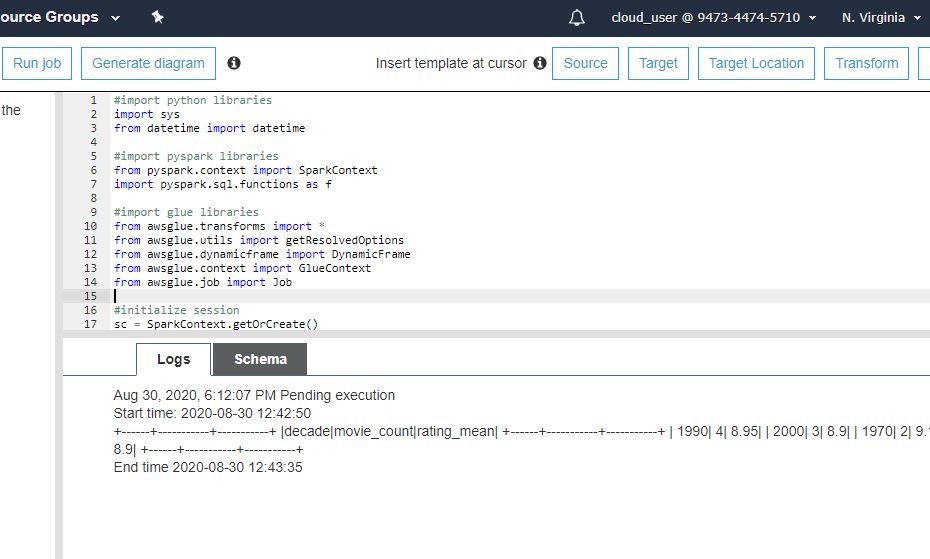 ource Groups
cloud_user @ 9473-4474-5710
N. Virginia
Run job
Generate diagram
Insert template at cursor
Source
Target
Target Location
Transform
the
1 #import python libraries
2 import sys
3 from datetime import datetime
4
5 #import pyspark libraries
6 from pyspark.context import SparkContext
7 import pyspark.sql.functions as f
8
9 #import glue libraries
10 from awsglue.transforms import *
11 from awsglue.utils import getResolvedOptions
12 from awsglue.dynamicframe import DynamicFrame
13 from awsglue.context import GlueContext
14 from awsglue.job import Job
15
16 #initialize session
17 sc = SparkContext.getOrCreate()
Logs
Schema
Aug 30, 2020, 6:12:07 PM Pending execution
Start time: 2020-08-30 12:42:50
+------+-----------+-----------+ |decade|movie_count|rating_mean| +------+-----------+-----------+ | 1990| 4| 8.95| | 2000| 3| 8.9| | 1970| 2| 9.
8.9| +------+-----------+-----------+
End time 2020-08-30 12:43:35